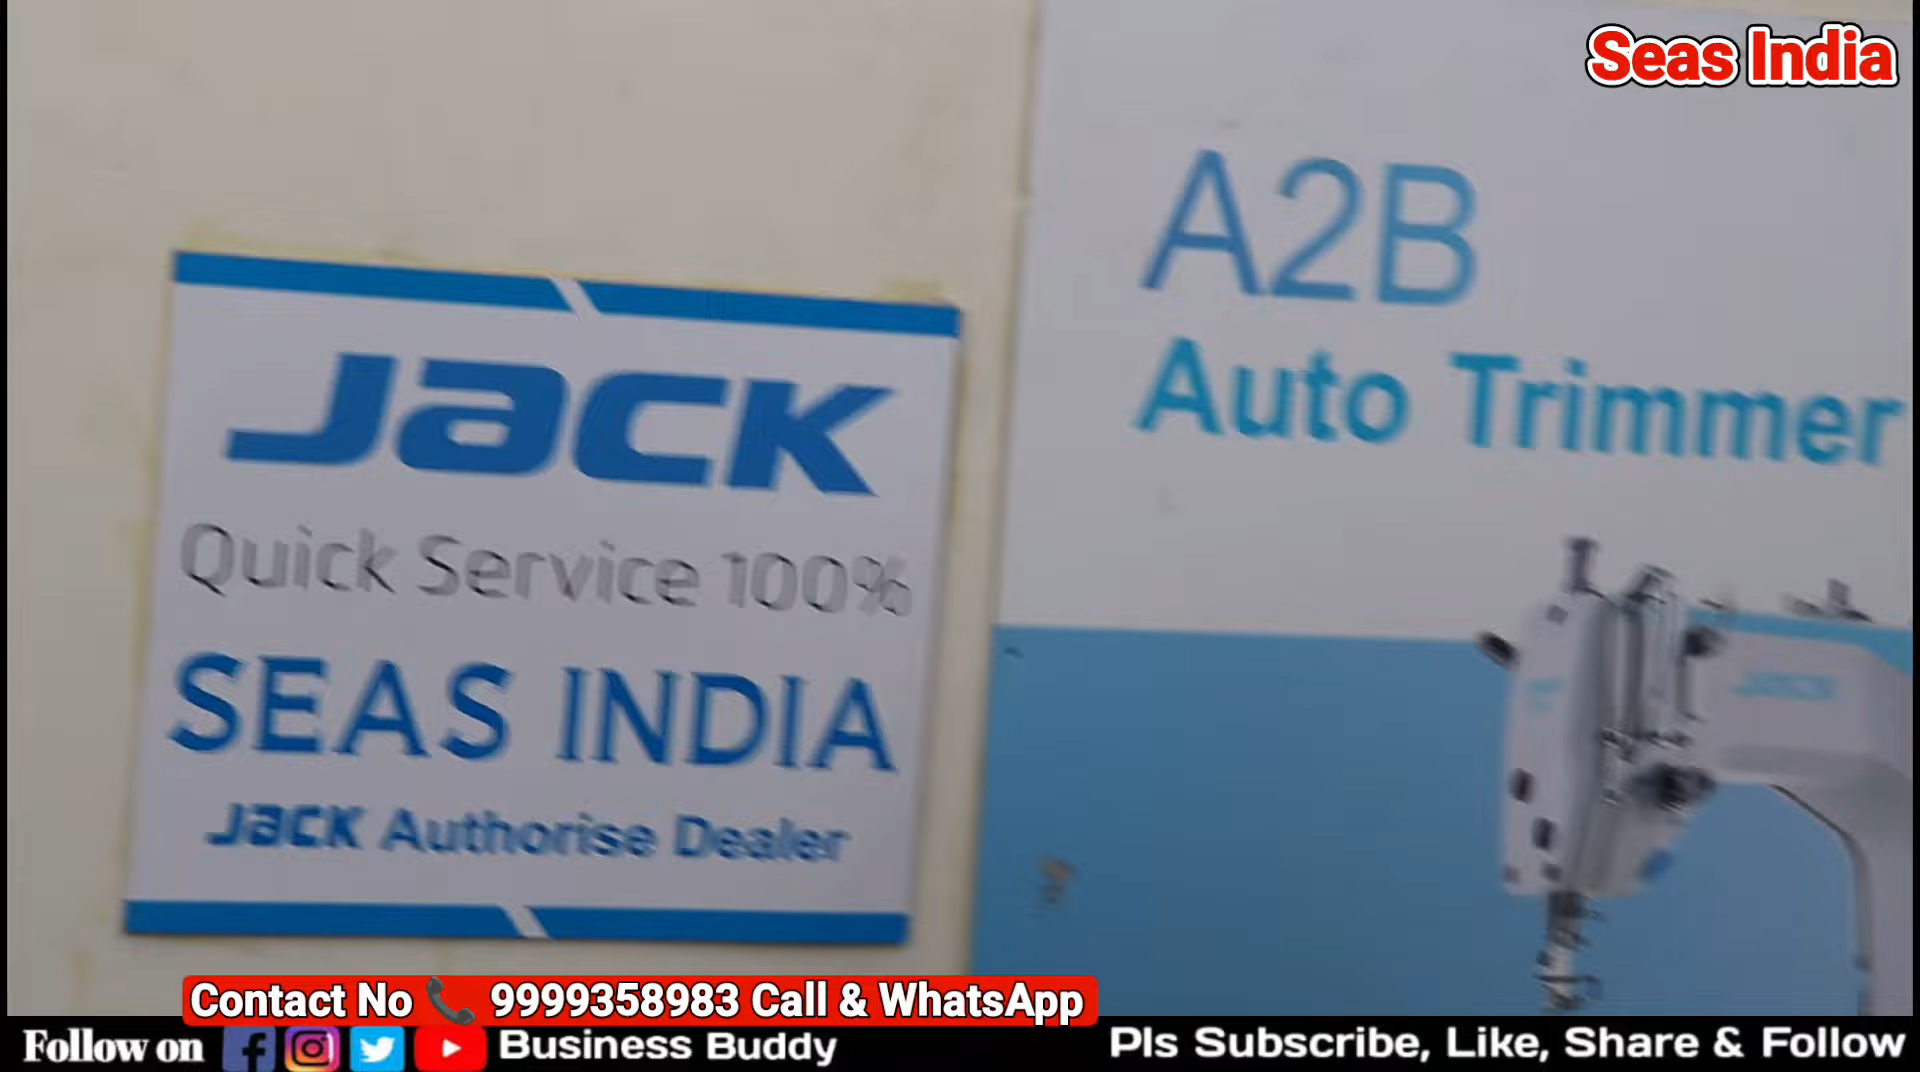 Seas India
JACK
Quick Service 100%
SEAS INDIA
JACK Authorise Dealer
A2B
Auto Trimmer
JACK
Contact No 9999358983 Call & WhatsApp
Follow on Business Buddy
Pls Subscribe, Like, Share & Follow